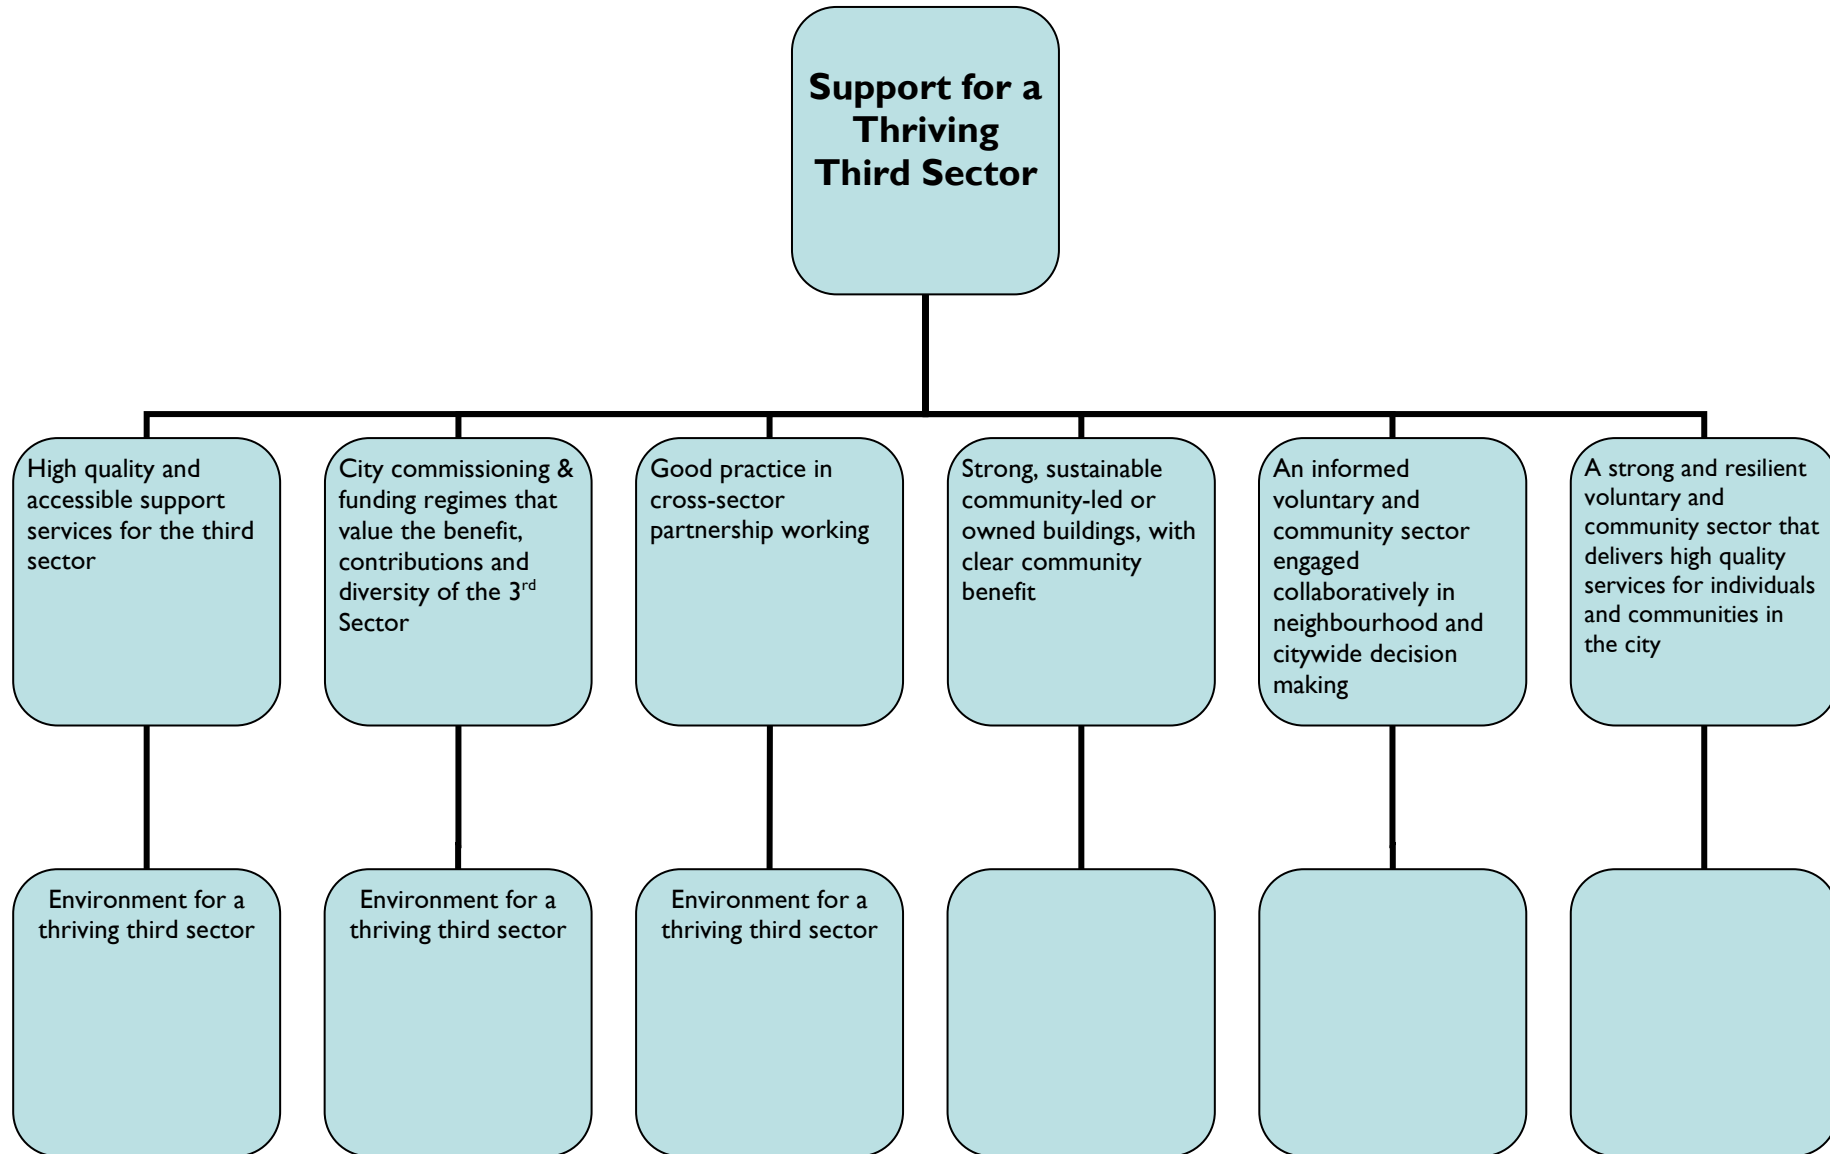 Support for a
Thriving
Third Sector
High quality and
accessible support
services for the third
sector
City commissioning &
funding regimes that
value the benefit,
contributions and
diversity of the 3rd
Sector
Good practice in
cross-sector
partnership working
Strong, sustainable
community-led or
owned buildings, with
clear community
benefit
An informed
voluntary and
community sector
engaged
collaboratively in
neighbourhood and
citywide decision
making
A strong and resilient
voluntary and
community sector that
delivers high quality
services for individuals
and communities in
the city
Environment for a
thriving third sector
Environment for a
thriving third sector
Environment for a
thriving third sector